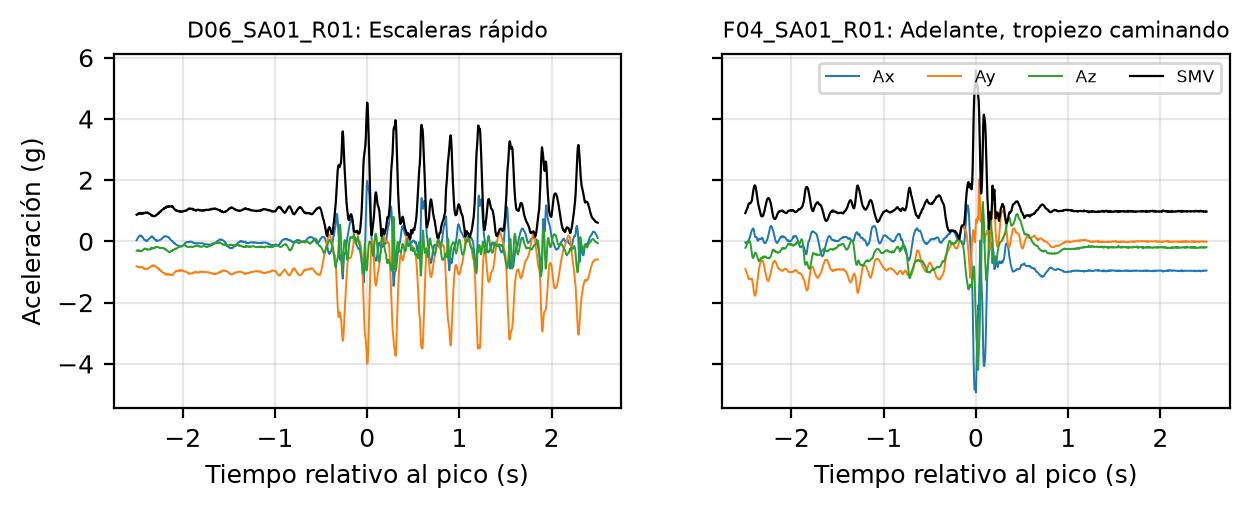 D06_SA01_R01: Escaleras rápido
F04_SA01_R01: Adelante, tropiezo caminando
Aceleración (g)
6
4
2
0
−2
−4
Ax
Ay
Az
SMV
−2
−1
0
1
2
−2
−1
0
1
2
Tiempo relativo al pico (s)
Tiempo relativo al pico (s)